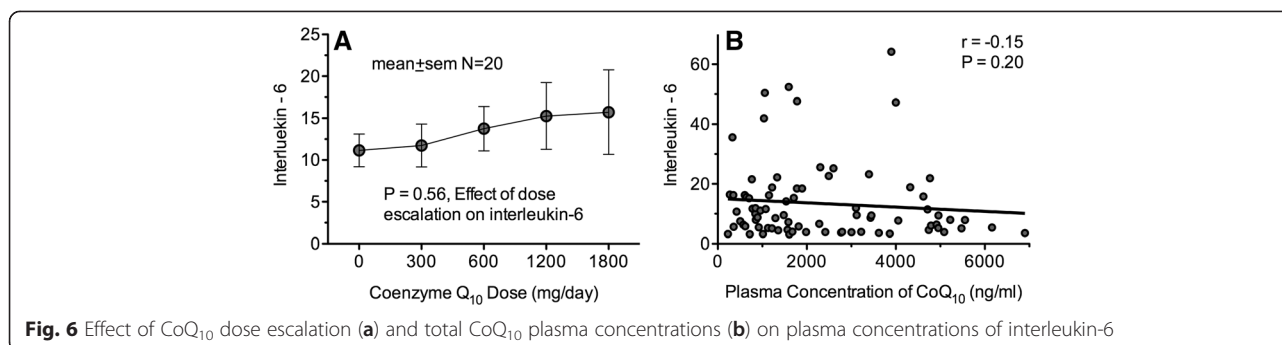 A
mean±sem N=20
P = 0.56, Effect of dose
escalation on interleukin-6
Interluekin - 6
25
20
15
10
5
0
0 300 600 1200 1800
Coenzyme Q10 Dose (mg/day)
B
r = -0.15
P = 0.20
Interleukin - 6
60
40
20
0
0 2000 4000 6000
Plasma Concentration of CoQ10 (ng/ml)
Fig. 6 Effect of CoQ10 dose escalation (a) and total CoQ10 plasma concentrations (b) on plasma concentrations of interleukin-6